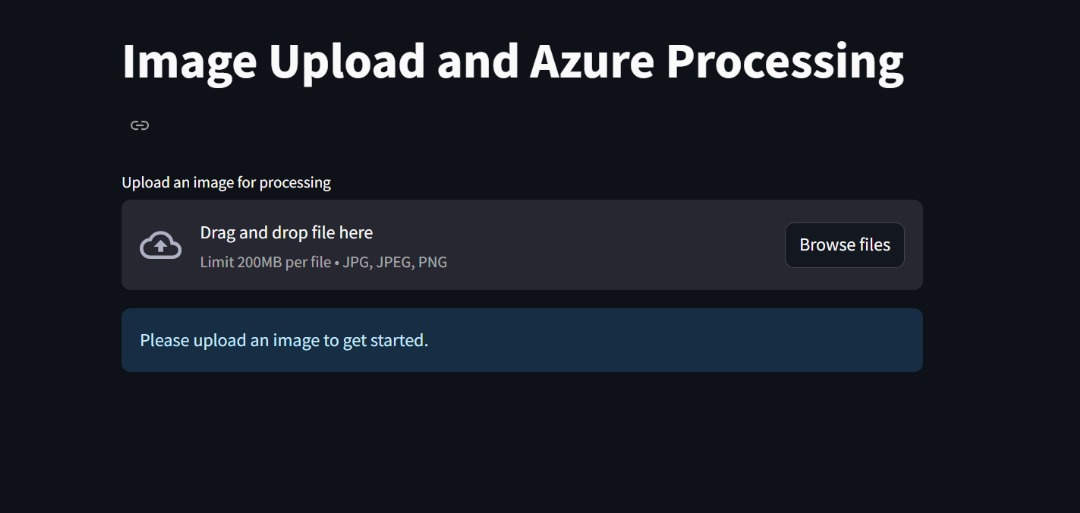 Image Upload and Azure Processing
Upload an image for processing
Drag and drop file here
Limit 200MB per file • JPG, JPEG, PNG
Browse files
Please upload an image to get started.